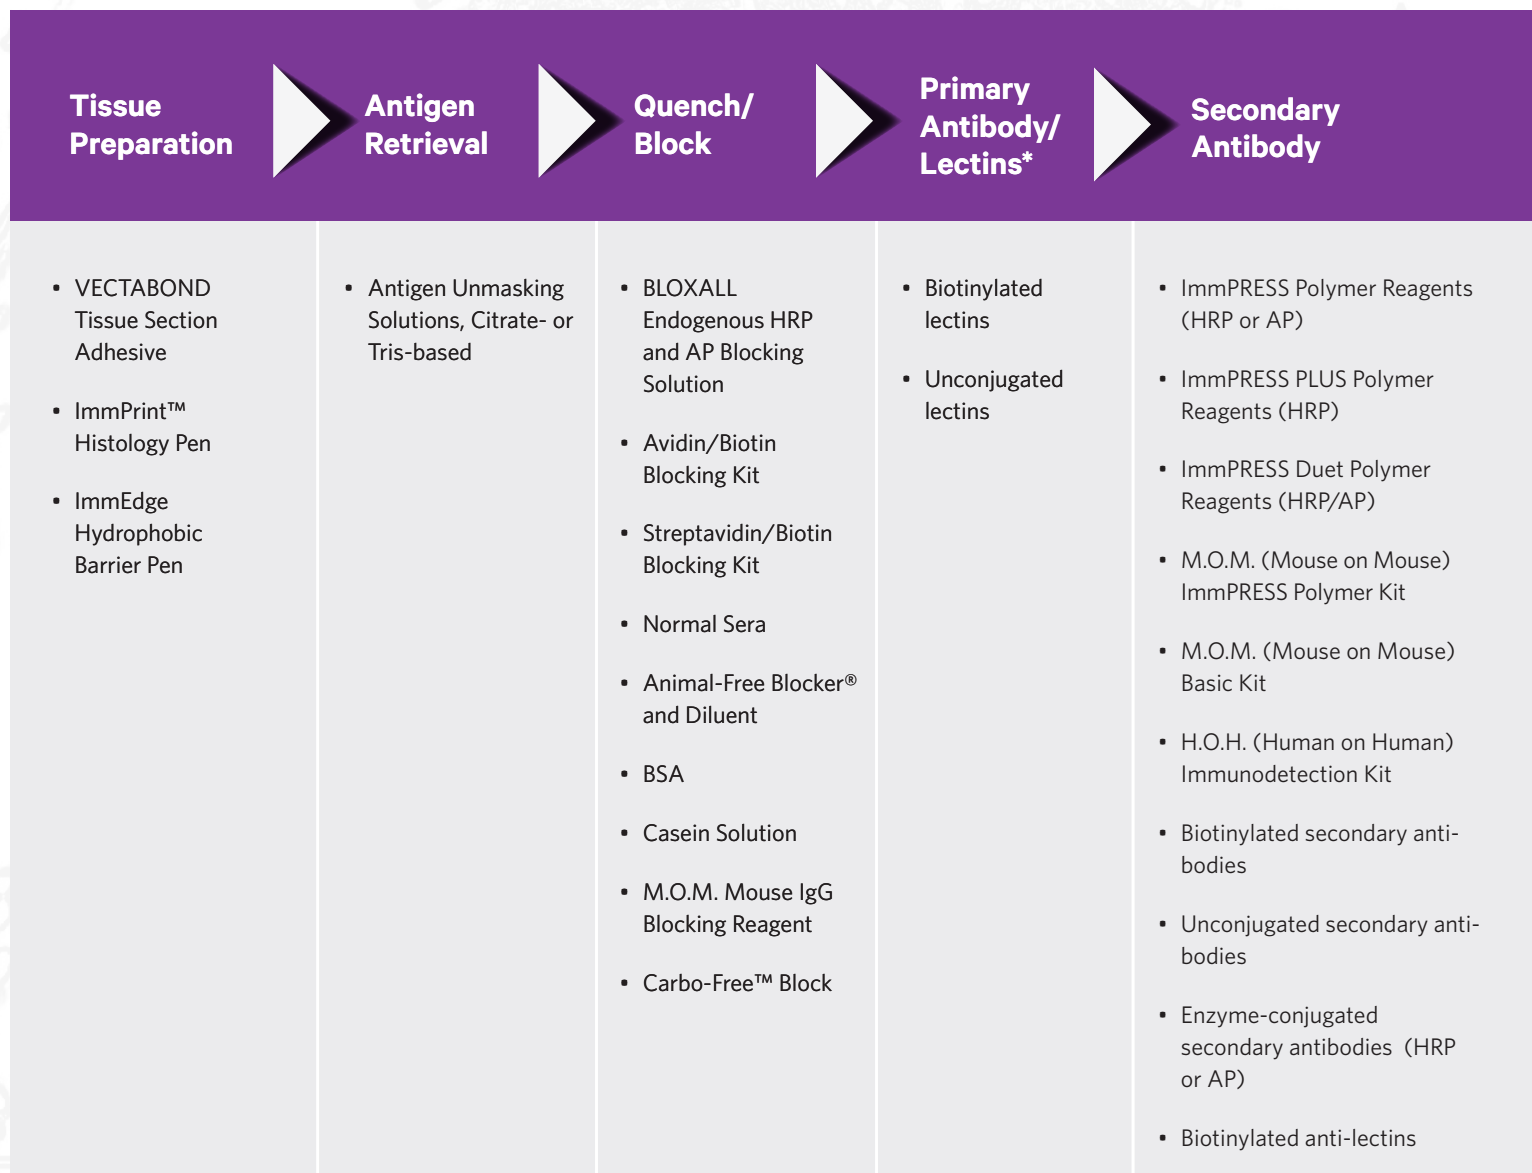 Tissue
Preparation
Antigen
Retrieval
Quench/
Block
Primary
Antibody/
Lectins*
Secondary
Antibody
• VECTABOND
Tissue Section
Adhesive
• ImmPrint™
Histology Pen
• ImmEdge
Hydrophobic
Barrier Pen
• Antigen Unmasking
Solutions, Citrate- or
Tris-based
• BLOXALL
Endogenous HRP
and AP Blocking
Solution
• Avidin/Biotin
Blocking Kit
• Streptavidin/Biotin
Blocking Kit
• Normal Sera
• Animal-Free Blocker®
and Diluent
• BSA
• Casein Solution
• M.O.M. Mouse IgG
Blocking Reagent
• Carbo-Free™ Block
• Biotinylated
lectins
• Unconjugated
lectins
• ImmPRESS Polymer Reagents
(HRP or AP)
• ImmPRESS PLUS Polymer
Reagents (HRP)
• ImmPRESS Duet Polymer
Reagents (HRP/AP)
• M.O.M. (Mouse on Mouse)
ImmPRESS Polymer Kit
• M.O.M. (Mouse on Mouse)
Basic Kit
• H.O.H. (Human on Human)
Immunodetection Kit
• Biotinylated secondary anti-
bodies
• Unconjugated secondary anti-
bodies
• Enzyme-conjugated
secondary antibodies (HRP
or AP)
• Biotinylated anti-lectins